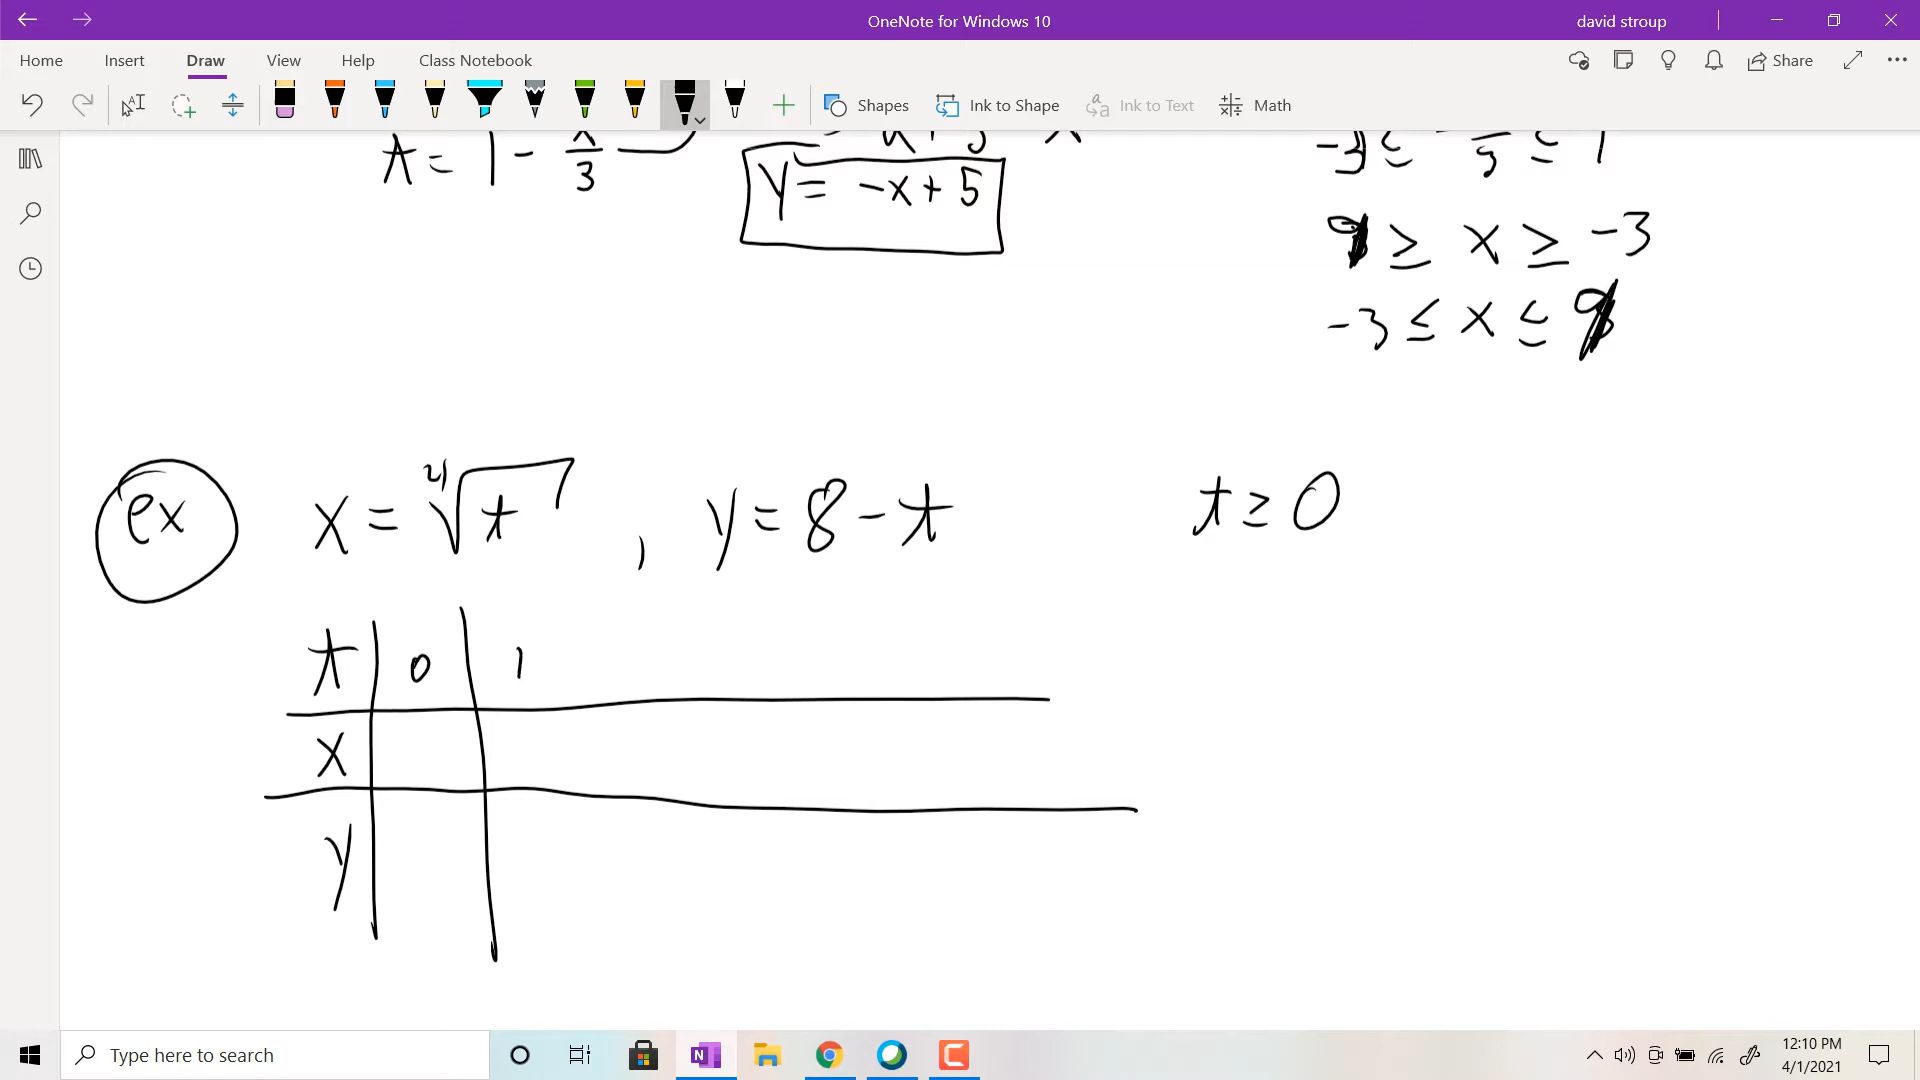 OneNote for Windows 10
david stroup
Home Insert Draw View Help Class Notebook
Share
Shapes Ink to Shape Ink to Text Math
t = 1 - x/3
y = -x + 5
9 ≥ x ≥ -3
-3 ≤ x ≤ 9
ex x = ∜t , y = 8 - t t ≥ 0
t 0 1
x
y
Type here to search
12:10 PM
4/1/2021